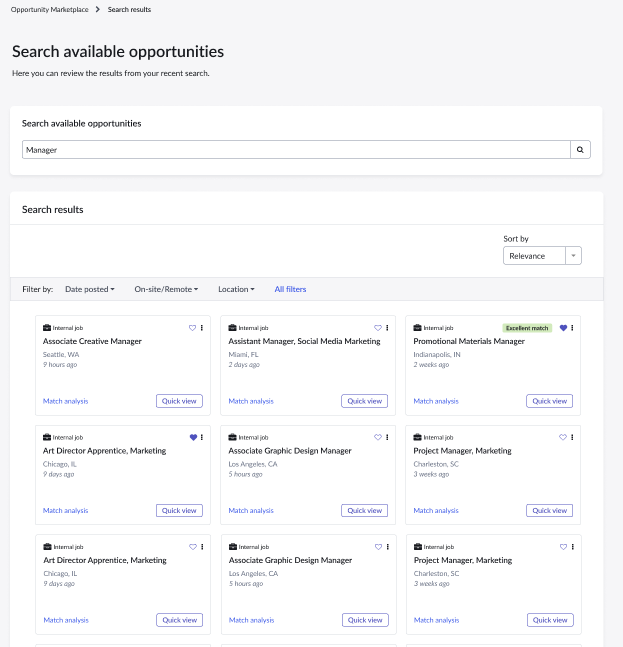 Opportunity Marketplace > Search results
Search available opportunities
Here you can review the results from your recent search.
Search available opportunities
Manager
Search results
Sort by
Relevance
Filter by: Date posted On-site/Remote Location All filters
Internal job
Associate Creative Manager
Seattle, WA
9 hours ago
Match analysis Quick view
Internal job
Assistant Manager, Social Media Marketing
Miami, FL
2 days ago
Match analysis Quick view
Internal job Excellent match
Promotional Materials Manager
Indianapolis, IN
2 weeks ago
Match analysis Quick view
Internal job
Art Director Apprentice, Marketing
Chicago, IL
9 days ago
Match analysis Quick view
Internal job
Associate Graphic Design Manager
Los Angeles, CA
5 hours ago
Match analysis Quick view
Internal job
Project Manager, Marketing
Charleston, SC
3 weeks ago
Match analysis Quick view
Internal job
Art Director Apprentice, Marketing
Chicago, IL
9 days ago
Match analysis Quick view
Internal job
Associate Graphic Design Manager
Los Angeles, CA
5 hours ago
Match analysis Quick view
Internal job
Project Manager, Marketing
Charleston, SC
3 weeks ago
Match analysis Quick view